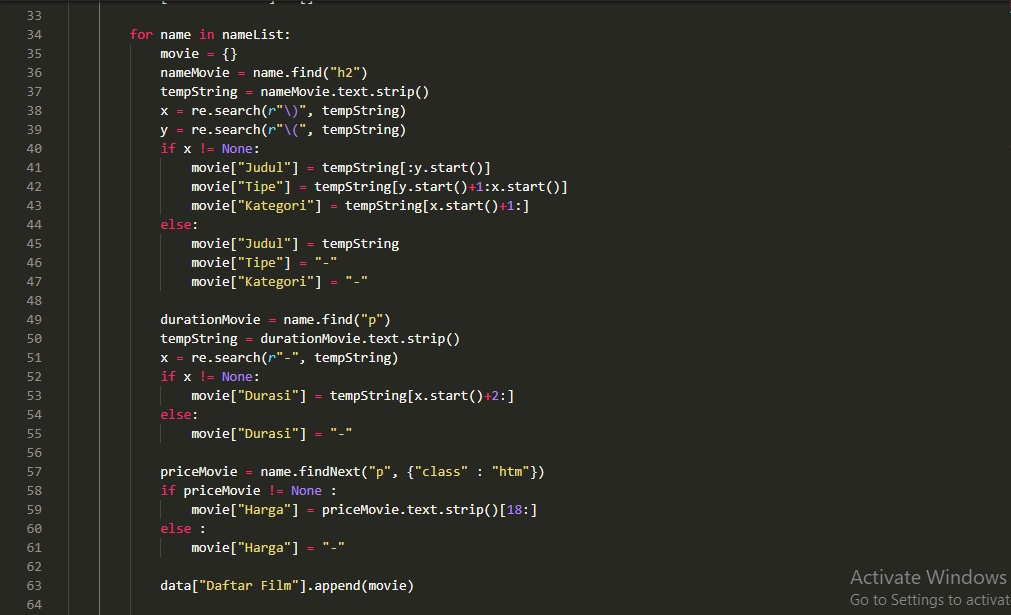 33
34 for name in nameList:
35 movie = {}
36 nameMovie = name.find("h2")
37 tempString = nameMovie.text.strip()
38 x = re.search(r"\)", tempString)
39 y = re.search(r"\(", tempString)
40 if x != None:
41 movie["Judul"] = tempString[:y.start()]
42 movie["Tipe"] = tempString[y.start()+1:x.start()]
43 movie["Kategori"] = tempString[x.start()+1:]
44 else:
45 movie["Judul"] = tempString
46 movie["Tipe"] = "-"
47 movie["Kategori"] = "-"
48
49 durationMovie = name.find("p")
50 tempString = durationMovie.text.strip()
51 x = re.search(r"-", tempString)
52 if x != None:
53 movie["Durasi"] = tempString[x.start()+2:]
54 else:
55 movie["Durasi"] = "-"
56
57 priceMovie = name.findNext("p", {"class" : "htm"})
58 if priceMovie != None :
59 movie["Harga"] = priceMovie.text.strip()[18:]
60 else :
61 movie["Harga"] = "-"
62
63 data["Daftar Film"].append(movie)
64
Activate Windows
Go to Settings to activat